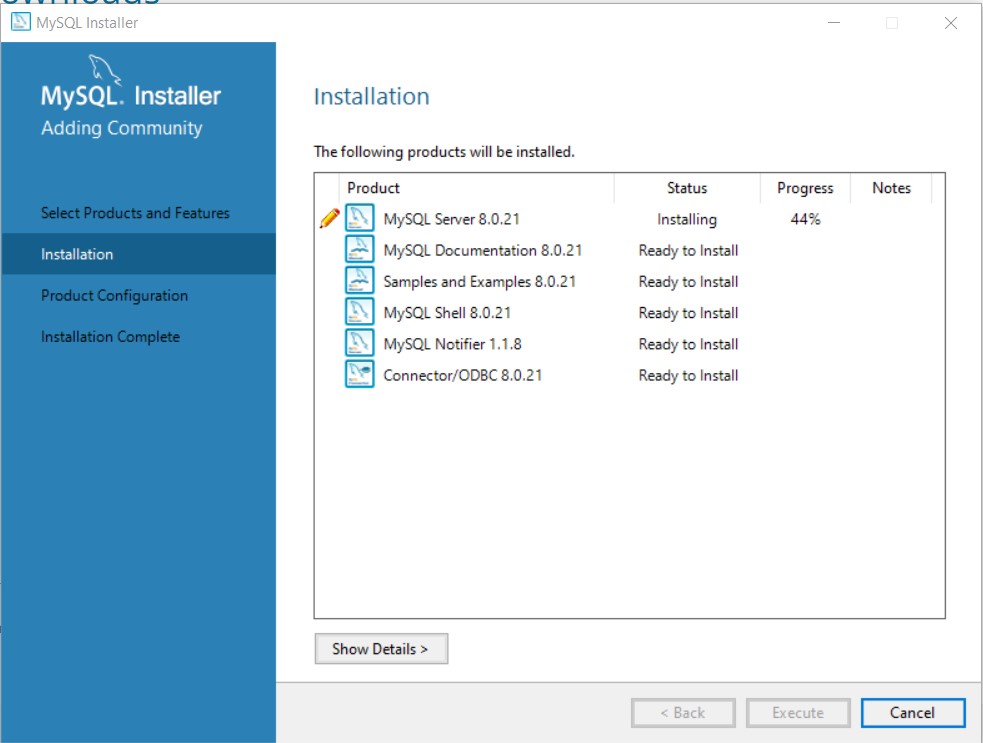 ownloads
MySQL Installer
MySQL. Installer
Adding Community
Select Products and Features
Installation
Product Configuration
Installation Complete
Installation
The following products will be installed.
Product Status Progress Notes
MySQL Server 8.0.21 Installing 44%
MySQL Documentation 8.0.21 Ready to Install
Samples and Examples 8.0.21 Ready to Install
MySQL Shell 8.0.21 Ready to Install
MySQL Notifier 1.1.8 Ready to Install
Connector/ODBC 8.0.21 Ready to Install
Show Details >
< Back Execute Cancel